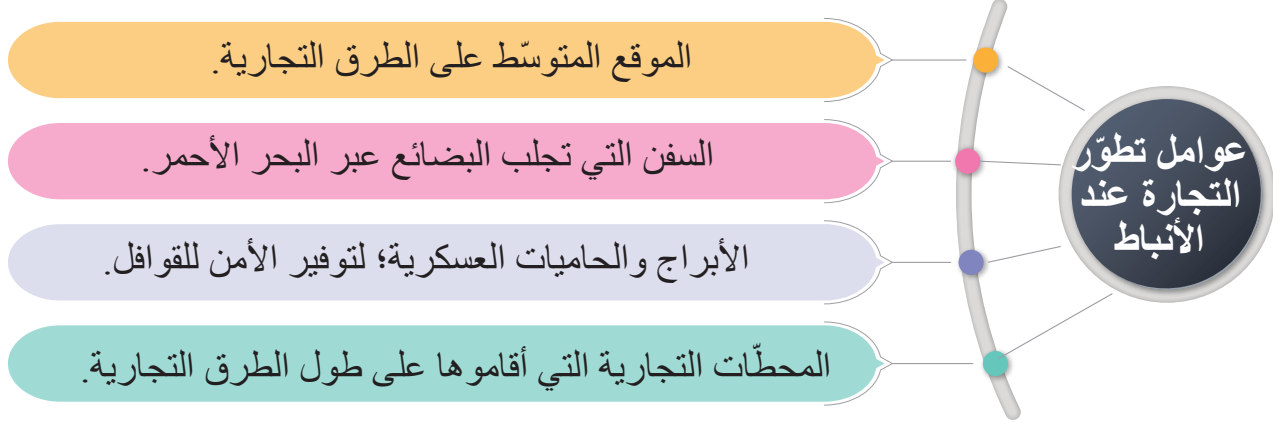 عوامل تطوّر
التجارة عند
الأنباط
الموقع المتوسّط على الطرق التجارية.
السفن التي تجلب البضائع عبر البحر الأحمر.
الأبراج والحاميات العسكرية؛ لتوفير الأمن للقوافل.
المحطّات التجارية التي أقاموها على طول الطرق التجارية.